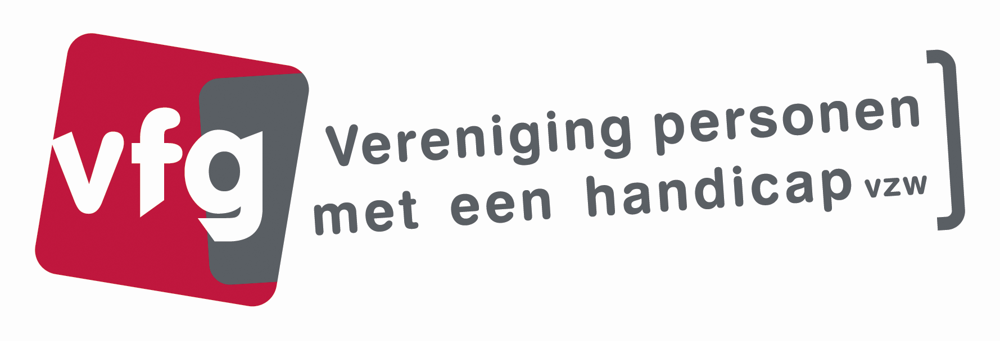 vfg
Vereniging personen
met een handicap vzw